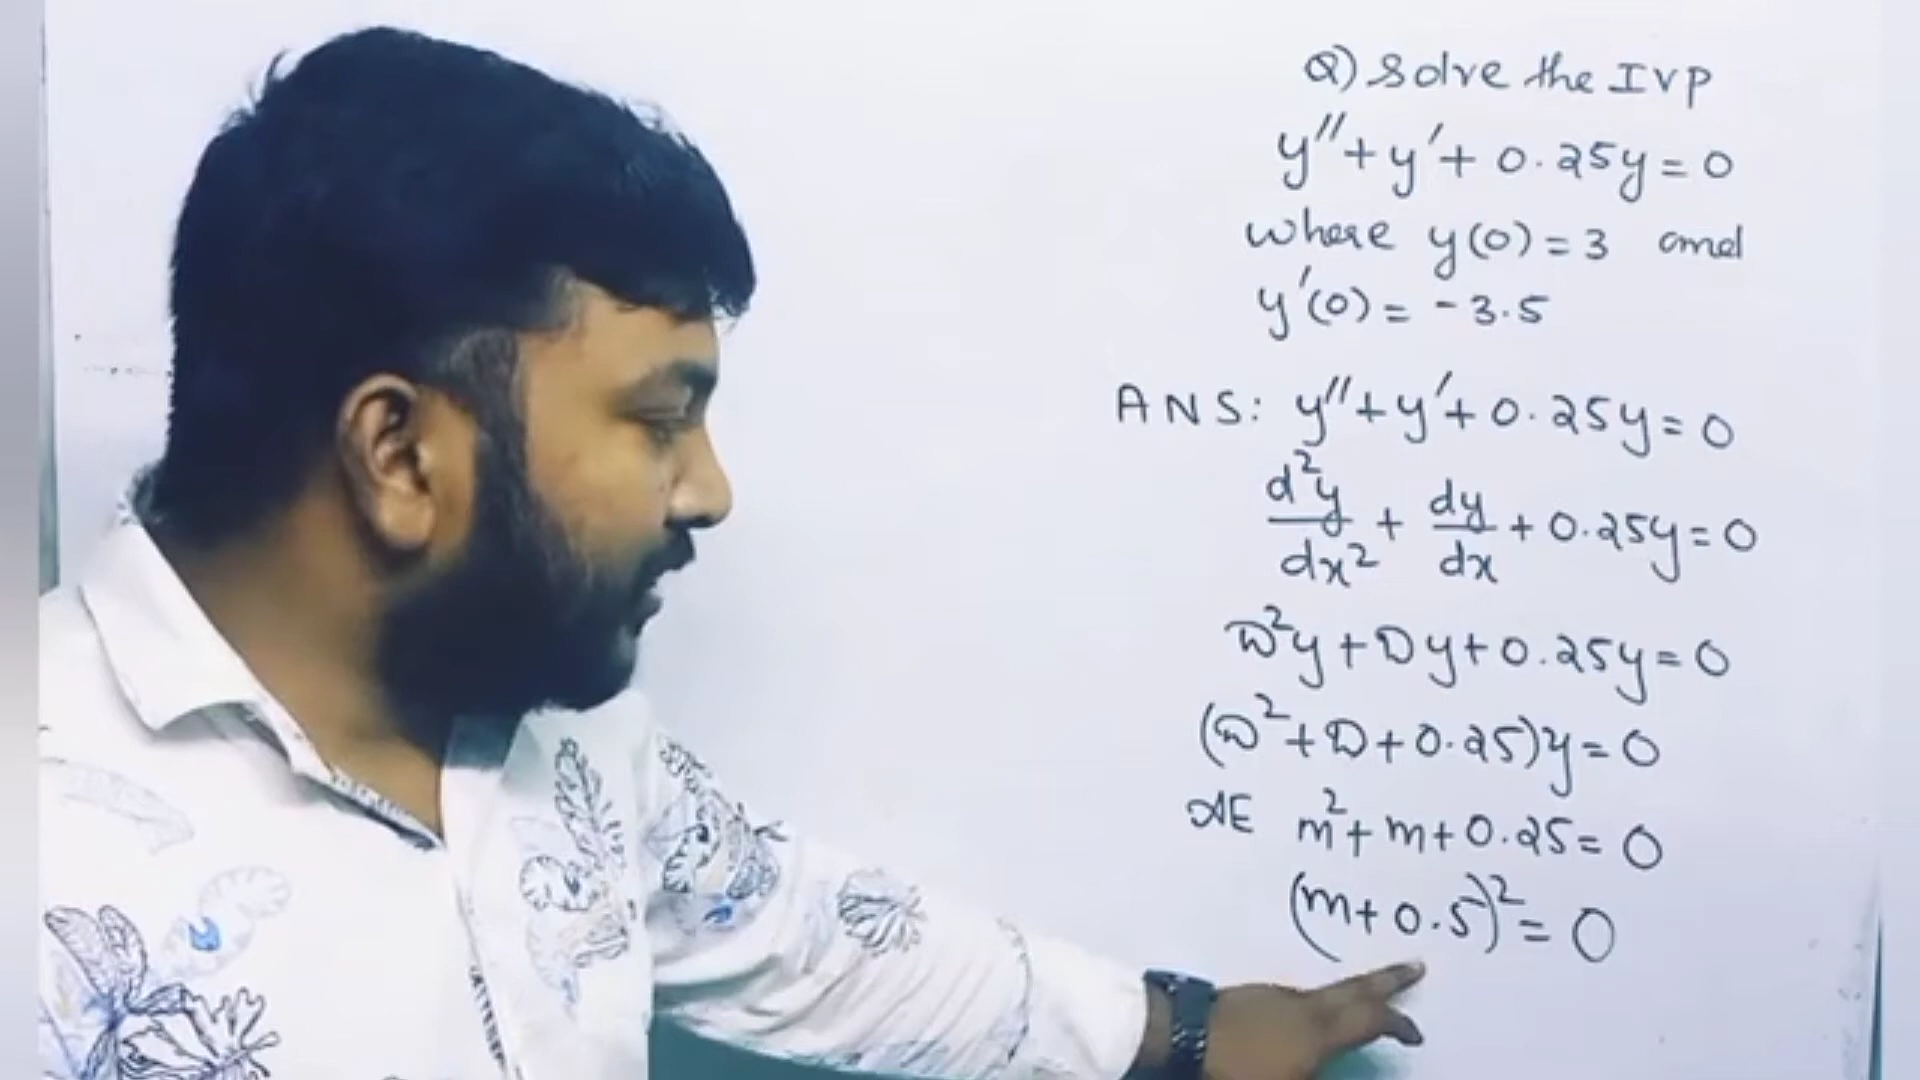 Q) Solve the IVP
y'' + y' + 0.25y = 0
where y(0) = 3 and
y'(0) = -3.5
ANS: y'' + y' + 0.25y = 0
d²y/dx² + dy/dx + 0.25y = 0
D²y + Dy + 0.25y = 0
(D² + D + 0.25)y = 0
AE m² + m + 0.25 = 0
(m + 0.5)² = 0